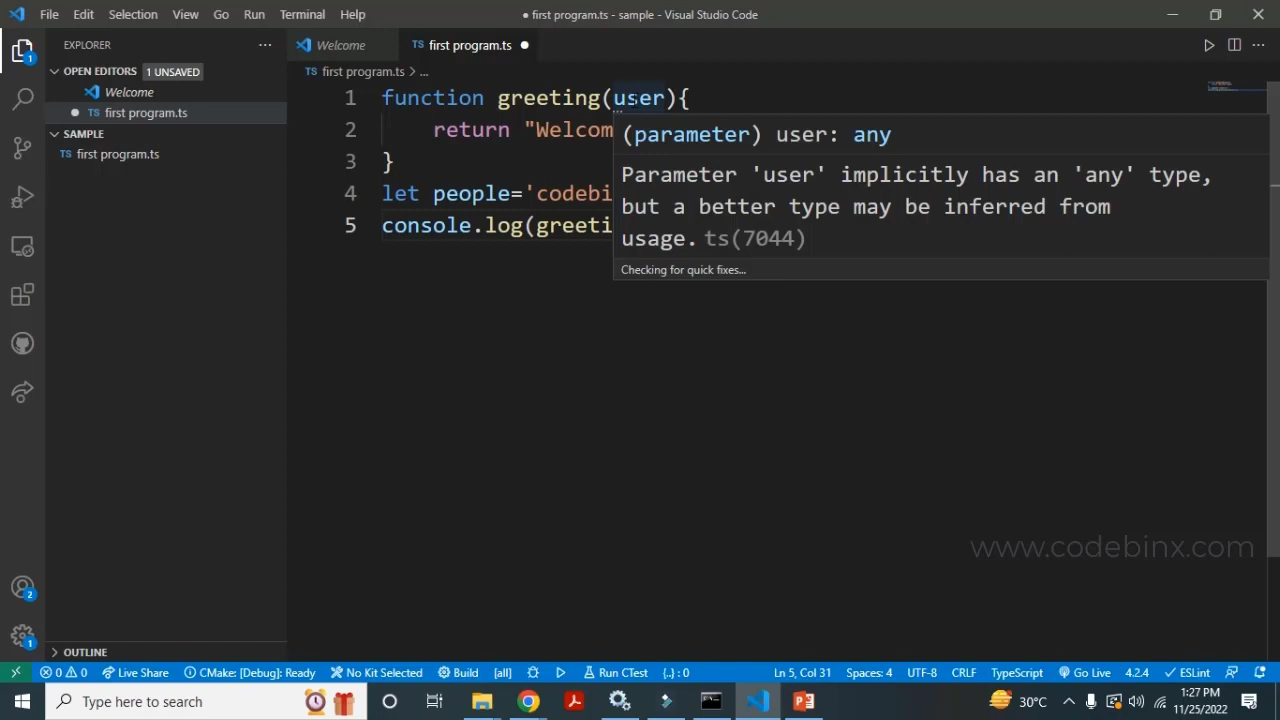 File Edit Selection View Go Run Terminal Help
● first program.ts - sample - Visual Studio Code
EXPLORER
Welcome
TS first program.ts
OPEN EDITORS 1 UNSAVED
Welcome
first program.ts
SAMPLE
TS first program.ts
OUTLINE
TS first program.ts > ...
1 function greeting(user){
2 return "Welcom
3 }
4 let people='codebi
5 console.log(greeti
(parameter) user: any
Parameter 'user' implicitly has an 'any' type,
but a better type may be inferred from
usage. ts(7044)
Checking for quick fixes...
www.codebinx.com
1
2
1
0 0 Live Share CMake: [Debug]: Ready No Kit Selected Build [all] Run CTest {..} : 0 Ln 5, Col 31 Spaces: 4 UTF-8 CRLF TypeScript Go Live 4.2.4 ESLint
Type here to search
30°C
1:27 PM
11/25/2022